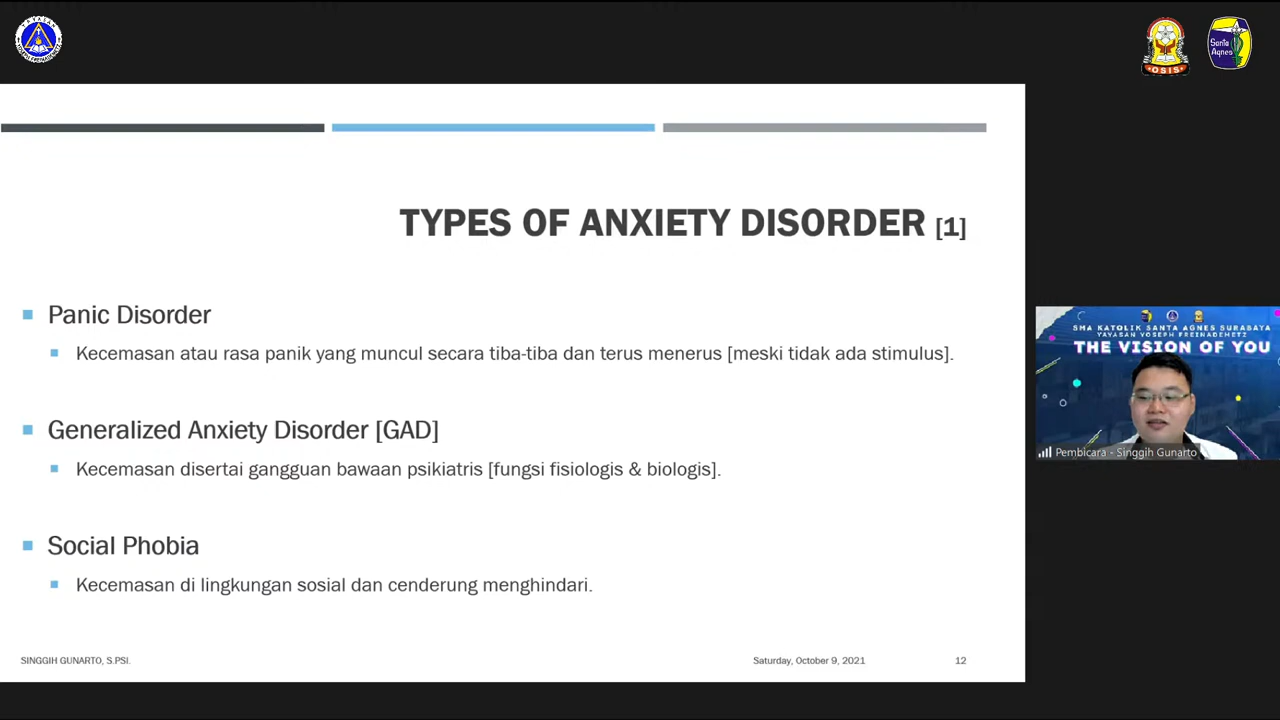 OSIS
Santa
Agnes
TYPES OF ANXIETY DISORDER [1]
Panic Disorder
Kecemasan atau rasa panik yang muncul secara tiba-tiba dan terus menerus [meski tidak ada stimulus].
Generalized Anxiety Disorder [GAD]
Kecemasan disertai gangguan bawaan psikiatris [fungsi fisiologis & biologis].
Social Phobia
Kecemasan di lingkungan sosial dan cenderung menghindari.
SINGGIH GUNARTO, S.PSI.
Saturday, October 9, 2021
12
SMA KATOLIK SANTA AGNES SURABAYA
YAYASAN YOSEPH FREINADEMETZ
THE VISION OF YOU
Pembicara - Singgih Gunarto